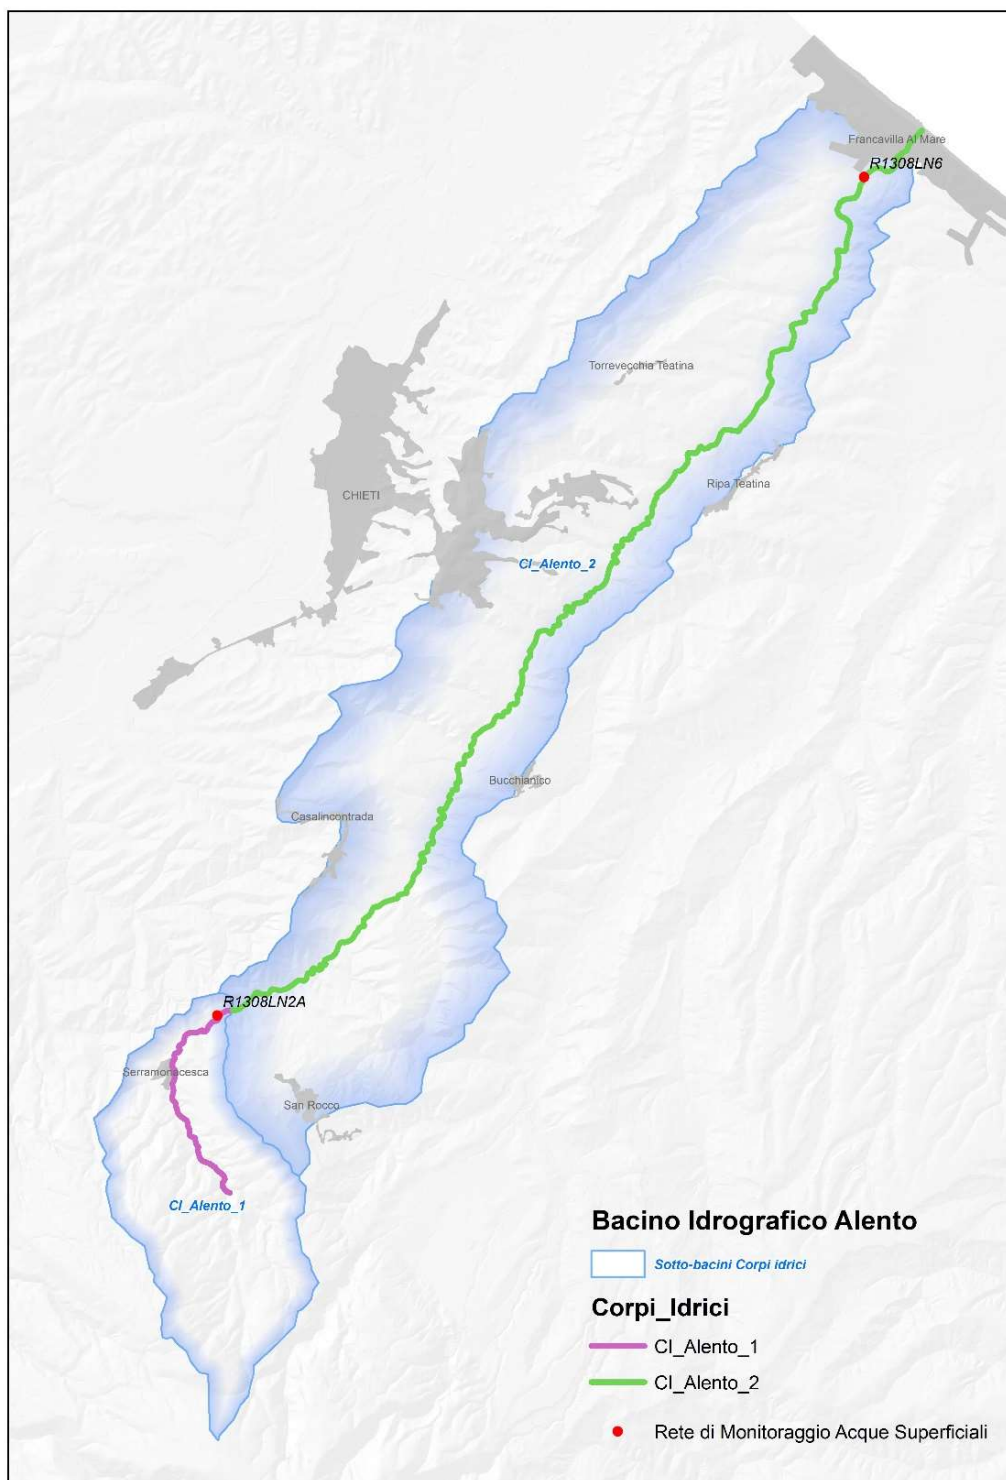 Francavilla Al Mare
R1308LN6
Torrevecchia Teatina
Ripa Teatina
CHIETI
CI_Alento_2
Bucchianico
Casalincontrada
R1308LN2A
Serramonacesca
San Rocco
CI_Alento_1
Bacino Idrografico Alento
Sotto-bacini Corpi idrici
Corpi_Idrici
CI_Alento_1
CI_Alento_2
Rete di Monitoraggio Acque Superficiali